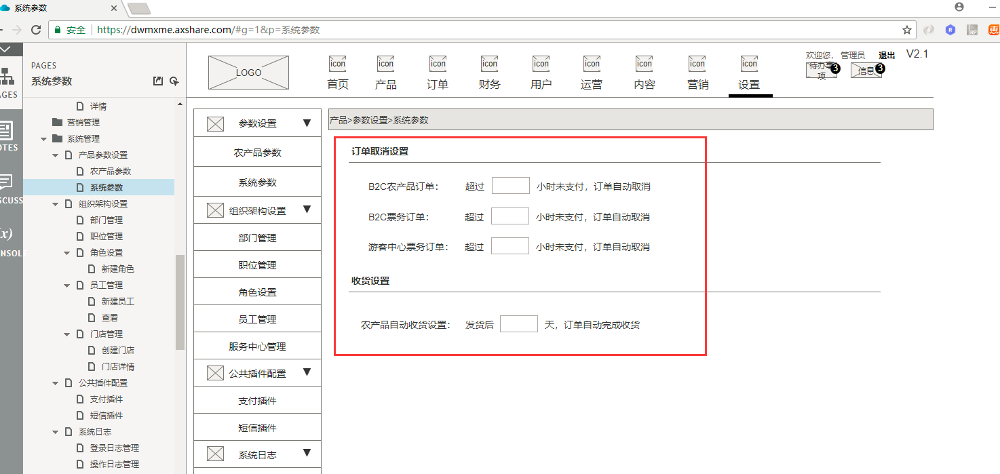 系统参数
安全 https://dwmxme.axshare.com/#g=1&p=系统参数
RP
惠
AGES
OTES
SCUSS
(x)
NSOLE
PAGES
系统参数
详情
营销管理
系统管理
产品参数设置
农产品参数
系统参数
组织架构设置
部门管理
职位管理
角色设置
新建角色
员工管理
新建员工
查看
门店管理
创建门店
门店详情
公共插件配置
支付插件
短信插件
系统日志
登录日志管理
操作日志管理
LOGO
icon icon icon icon icon icon icon icon icon
首页 产品 订单 财务 用户 运营 内容 营销 设置
欢迎您, 管理员 退出 V2.1
待办事项 3
信息 3
参数设置 ▼
农产品参数
系统参数
组织架构设置 ▼
部门管理
职位管理
角色设置
员工管理
服务中心管理
公共插件配置 ▼
支付插件
短信插件
系统日志 ▼
产品>参数设置>系统参数
订单取消设置
B2C农产品订单： 超过 小时未支付，订单自动取消
B2C票务订单： 超过 小时未支付，订单自动取消
游客中心票务订单： 超过 小时未支付，订单自动取消
收货设置
农产品自动收货设置： 发货后 天，订单自动完成收货